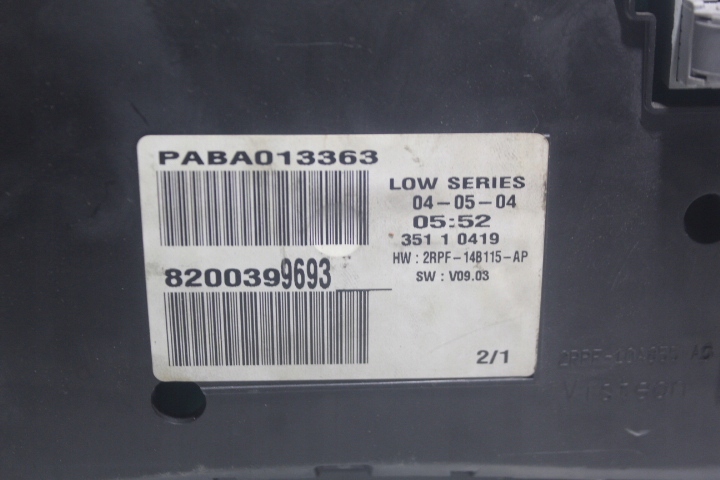 PABA013363
LOW SERIES
04-05-04
05:52
351 1 0419
HW : 2RPF-14B115-AP
SW : V09.03
8200399693
2/1